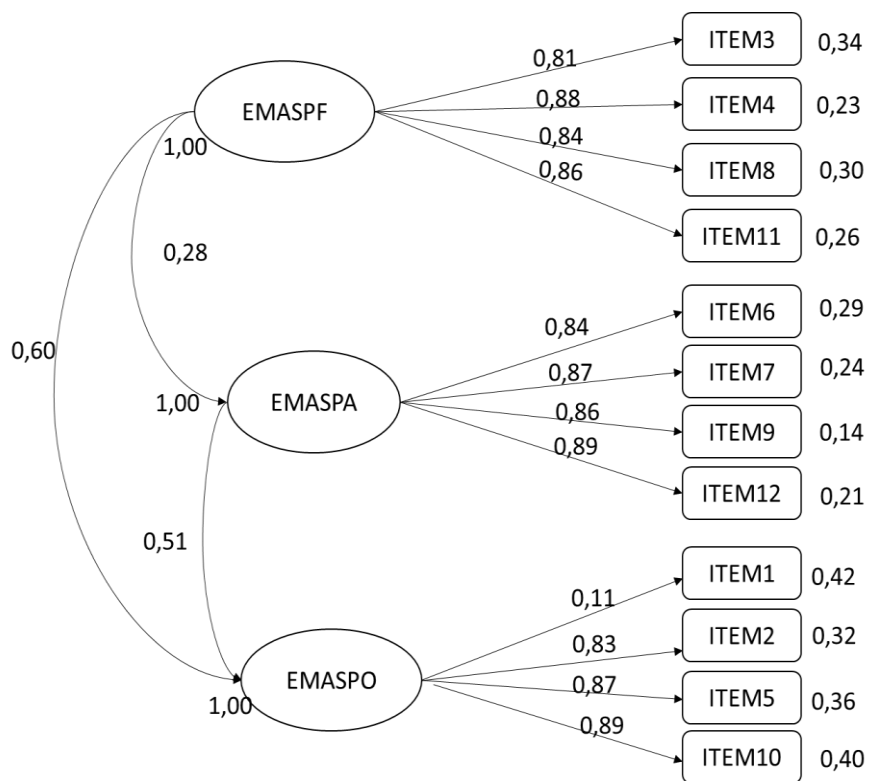 ITEM3 0,34
0,81
ITEM4 0,23
0,88
EMASPF
1,00
0,84
ITEM8 0,30
0,86
ITEM11 0,26
0,28
0,60
ITEM6 0,29
0,84
ITEM7 0,24
0,87
EMASPA
1,00
0,86
ITEM9 0,14
0,89
ITEM12 0,21
0,51
ITEM1 0,42
0,11
ITEM2 0,32
0,83
EMASPO
1,00
0,87
ITEM5 0,36
0,89
ITEM10 0,40